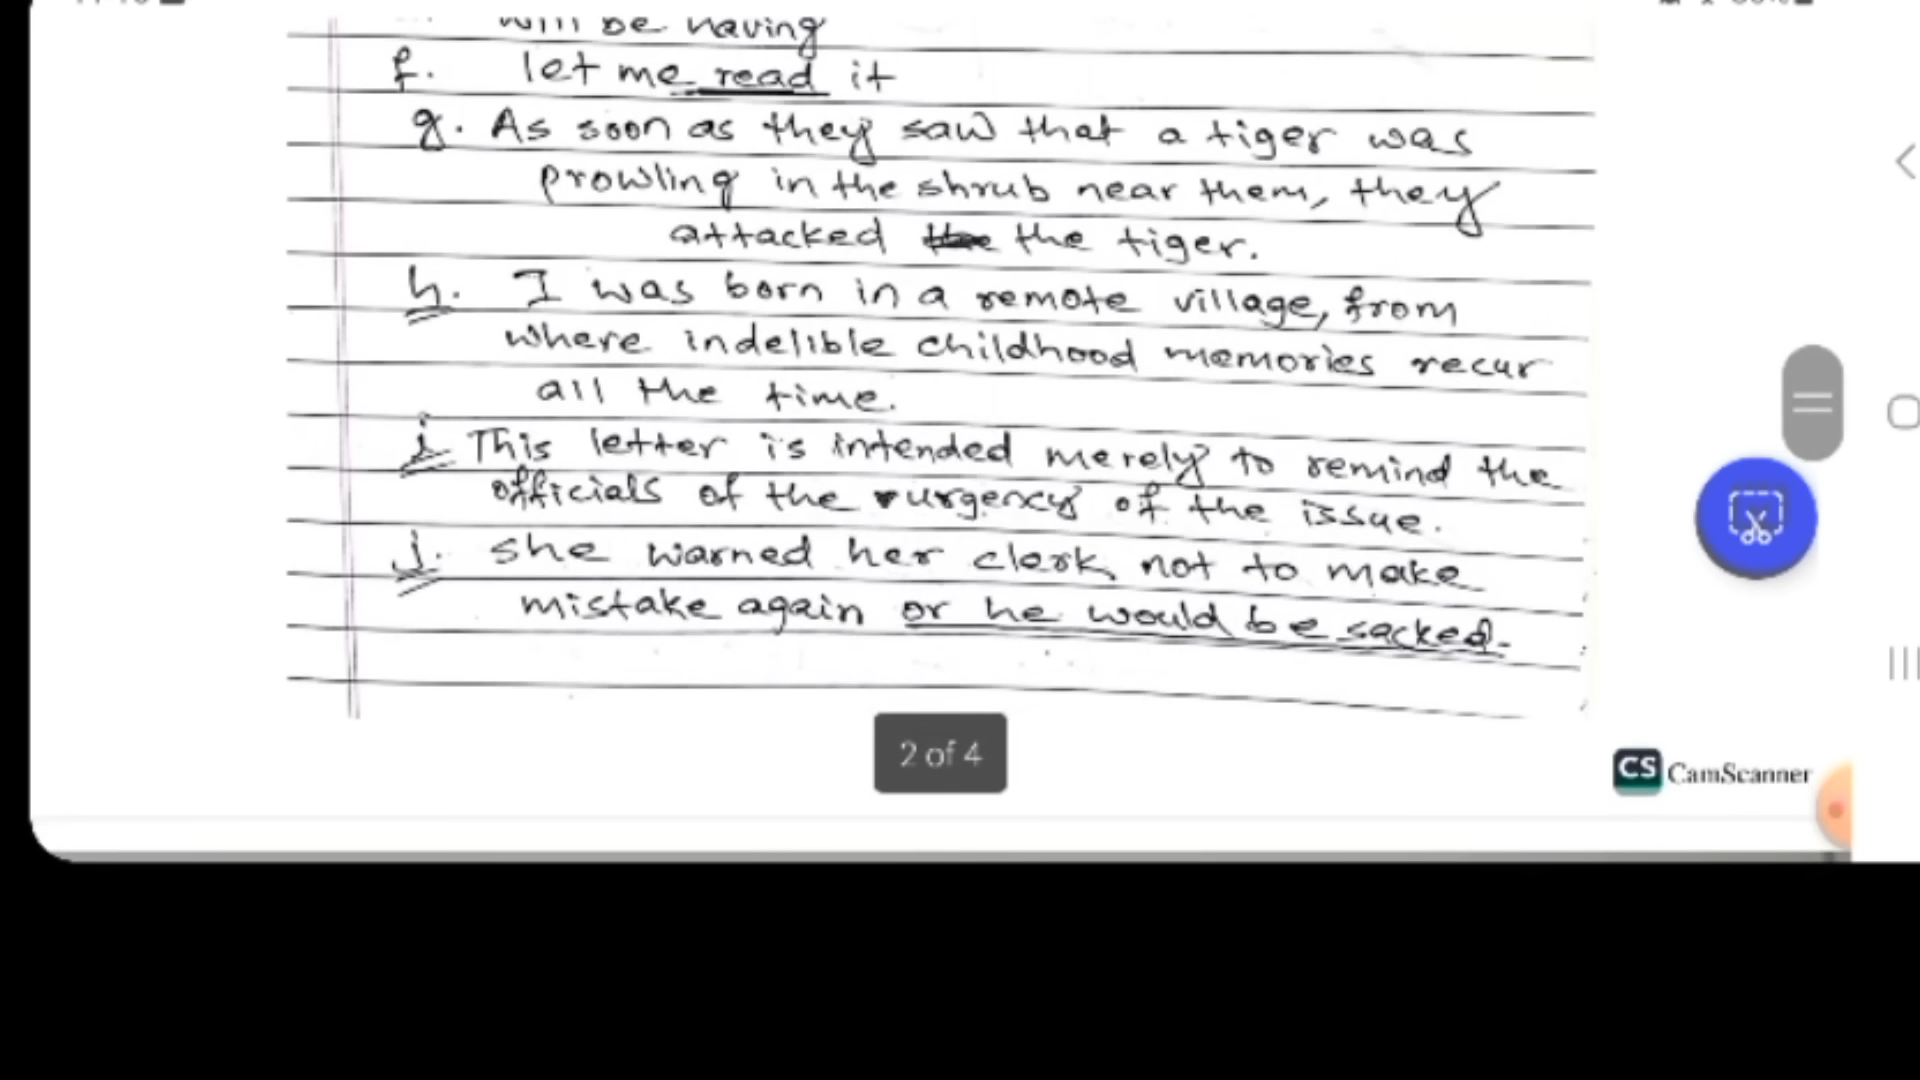 will be having
f. let me read it
g. As soon as they saw that a tiger was
prowling in the shrub near them, they
attacked the tiger.
h. I was born in a remote village, from
where indelible childhood memories recur
all the time.
i. This letter is intended merely to remind the
officials of the urgency of the issue.
j. she warned her clerk not to make
mistake again or he would be sacked.
2 of 4
CS CamScanner